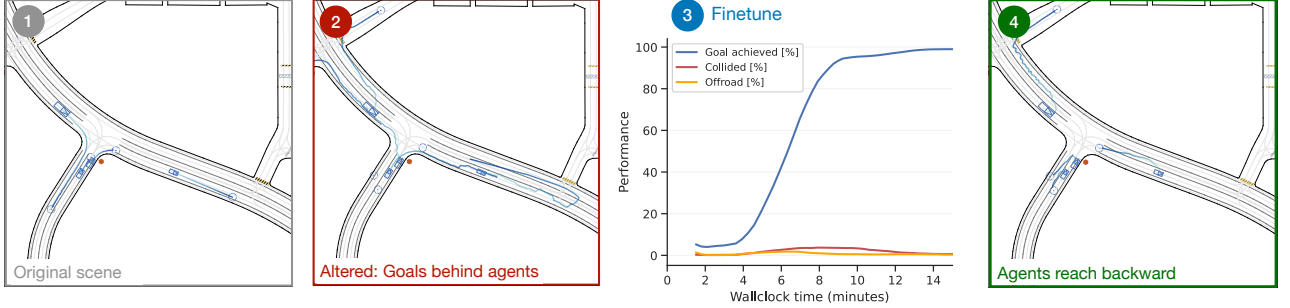 1
Original scene
2
Altered: Goals behind agents
3 Finetune
Goal achieved [%]
Collided [%]
Offroad [%]
Performance
100
80
60
40
20
0
0 2 4 6 8 10 12 14
Wallclock time (minutes)
4
Agents reach backward